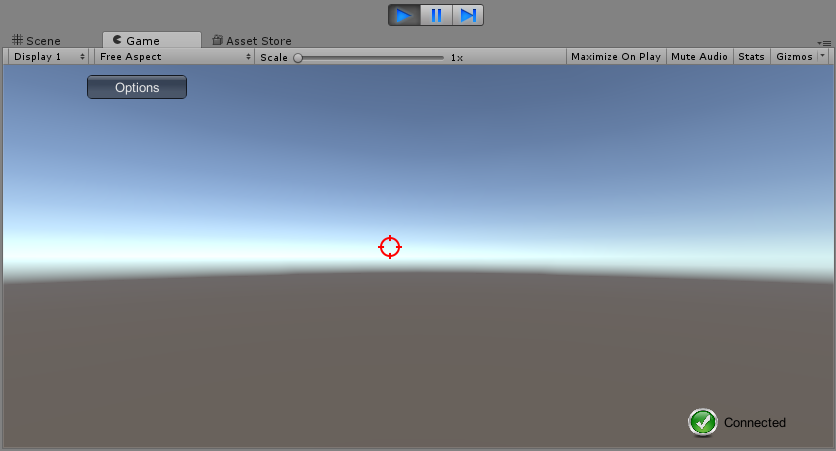 Scene Game Asset Store
Display 1 Free Aspect Scale 1x Maximize On Play Mute Audio Stats Gizmos
Options
Connected